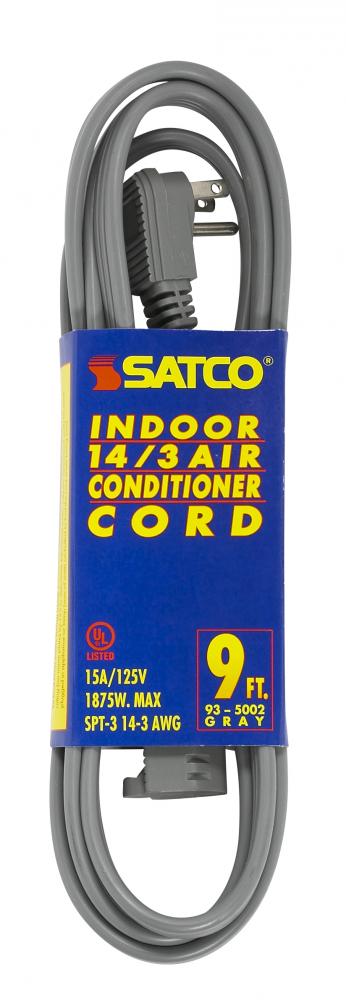 SATCO®
INDOOR
14/3 AIR
CONDITIONER
CORD
UL
LISTED
15A/125V
1875W. MAX
SPT-3 14-3 AWG
9 FT.
93-5002
GRAY